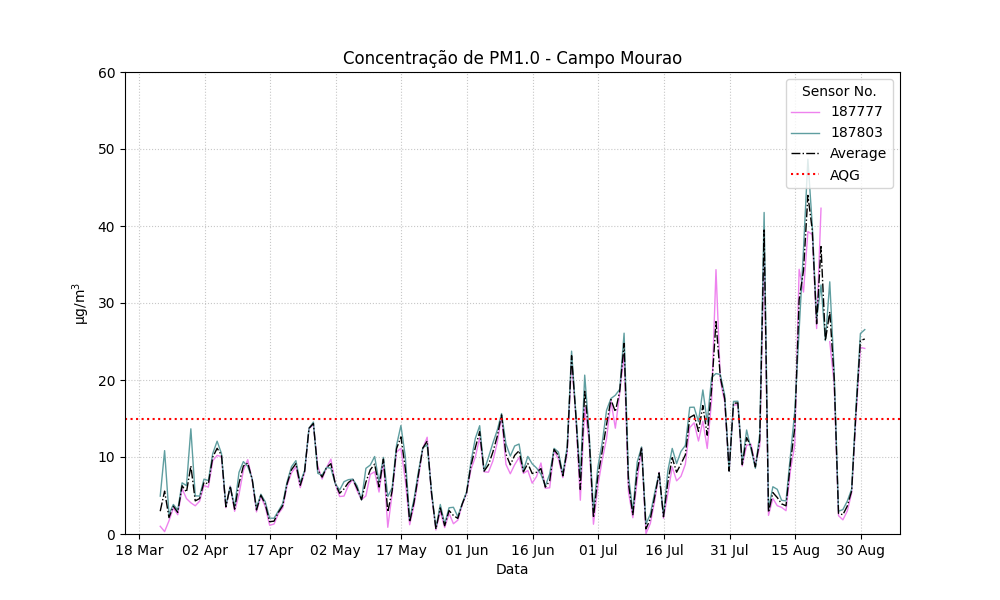 Concentração de PM1.0 - Campo Mourao
60
50
40
30
20
10
0
µg/m³
Sensor No.
187777
187803
Average
AQG
18 Mar 02 Apr 17 Apr 02 May 17 May 01 Jun 16 Jun 01 Jul 16 Jul 31 Jul 15 Aug 30 Aug
Data